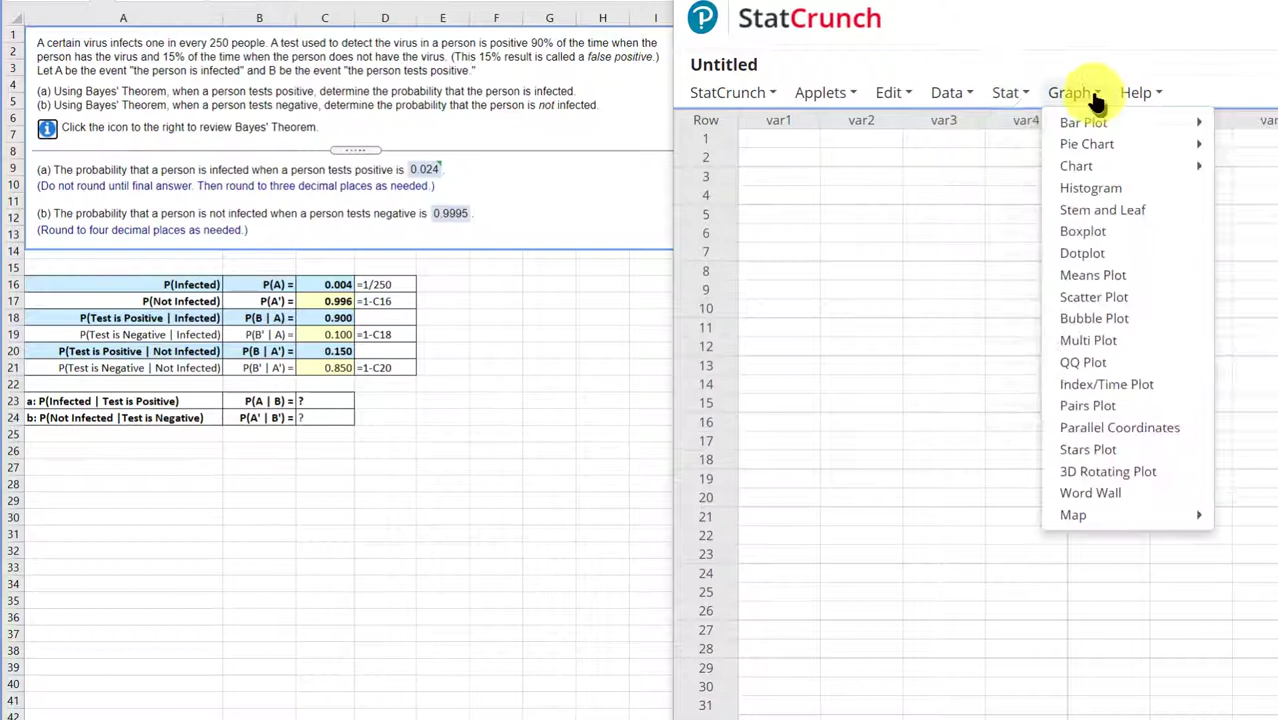 A B C D E F G H I
1 A certain virus infects one in every 250 people. A test used to detect the virus in a person is positive 90% of the time when the
2 person has the virus and 15% of the time when the person does not have the virus. (This 15% result is called a false positive.)
3 Let A be the event "the person is infected" and B be the event "the person tests positive."
4 (a) Using Bayes' Theorem, when a person tests positive, determine the probability that the person is infected.
5 (b) Using Bayes' Theorem, when a person tests negative, determine the probability that the person is not infected.
6
7 Click the icon to the right to review Bayes' Theorem.
8
9 (a) The probability that a person is infected when a person tests positive is 0.024.
10 (Do not round until final answer. Then round to three decimal places as needed.)
11
12 (b) The probability that a person is not infected when a person tests negative is 0.9995.
13 (Round to four decimal places as needed.)
14
15
16 P(Infected) P(A) = 0.004 =1/250
17 P(Not Infected) P(A') = 0.996 =1-C16
18 P(Test is Positive | Infected) P(B | A) = 0.900
19 P(Test is Negative | Infected) P(B' | A) = 0.100 =1-C18
20 P(Test is Positive | Not Infected) P(B | A') = 0.150
21 P(Test is Negative | Not Infected) P(B' | A') = 0.850 =1-C20
22
23 a: P(Infected | Test is Positive) P(A | B) = ?
24 b: P(Not Infected |Test is Negative) P(A' | B') = ?
25
26
27
28
29
30
31
32
33
34
35
36
37
38
39
40
41
42
P StatCrunch
Untitled
StatCrunch Applets Edit Data Stat Graph Help
Row var1 var2 var3 var4 va
1
2
3
4
5
6
7
8
9
10
11
12
13
14
15
16
17
18
19
20
21
22
23
24
25
26
27
28
29
30
31
Bar Plot
Pie Chart
Chart
Histogram
Stem and Leaf
Boxplot
Dotplot
Means Plot
Scatter Plot
Bubble Plot
Multi Plot
QQ Plot
Index/Time Plot
Pairs Plot
Parallel Coordinates
Stars Plot
3D Rotating Plot
Word Wall
Map